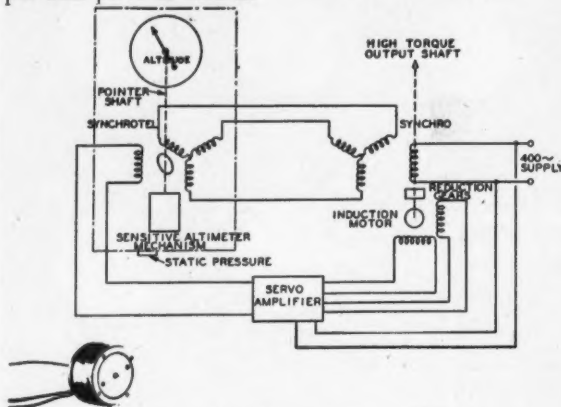 ALTITUDE
HIGH TORQUE
OUTPUT SHAFT
POINTER
SHAFT
SYNCHROTEL
SYNCHRO
400~
SUPPLY
REDUCTION
GEARS
INDUCTION
MOTOR
SENSITIVE ALTIMETER
MECHANISM
STATIC PRESSURE
SERVO
AMPLIFIER